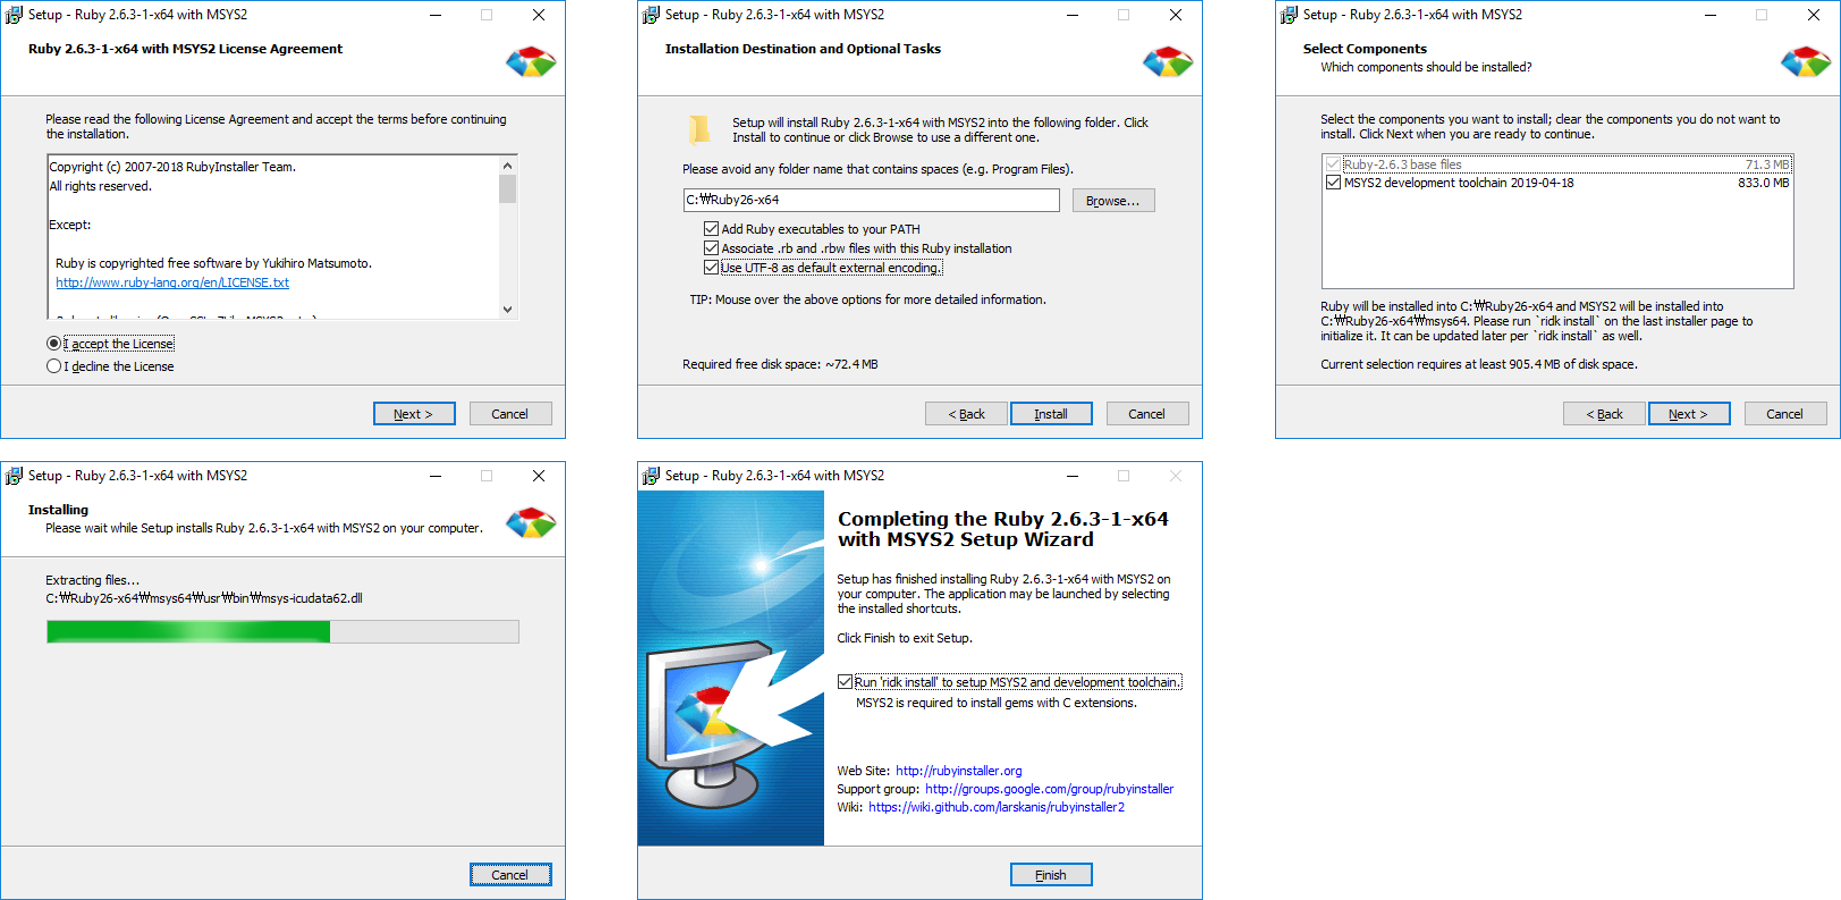 Setup - Ruby 2.6.3-1-x64 with MSYS2
Ruby 2.6.3-1-x64 with MSYS2 License Agreement
Please read the following License Agreement and accept the terms before continuing
the installation.
Copyright (c) 2007-2018 RubyInstaller Team.
All rights reserved.
Except:
Ruby is copyrighted free software by Yukihiro Matsumoto.
http://www.ruby-lang.org/en/LICENSE.txt
I accept the License
I decline the License
Next >
Cancel
Setup - Ruby 2.6.3-1-x64 with MSYS2
Installation Destination and Optional Tasks
Setup will install Ruby 2.6.3-1-x64 with MSYS2 into the following folder. Click
Install to continue or click Browse to use a different one.
Please avoid any folder name that contains spaces (e.g. Program Files).
C:₩Ruby26-x64
Browse...
Add Ruby executables to your PATH
Associate .rb and .rbw files with this Ruby installation
Use UTF-8 as default external encoding.
TIP: Mouse over the above options for more detailed information.
Required free disk space: ~72.4 MB
< Back
Install
Cancel
Setup - Ruby 2.6.3-1-x64 with MSYS2
Select Components
Which components should be installed?
Select the components you want to install; clear the components you do not want to
install. Click Next when you are ready to continue.
Ruby-2.6.3 base files 71.3 MB
MSYS2 development toolchain 2019-04-18 833.0 MB
Ruby will be installed into C:₩Ruby26-x64 and MSYS2 will be installed into
C:₩Ruby26-x64₩msys64. Please run `ridk install` on the last installer page to
initialize it. It can be updated later per `ridk install` as well.
Current selection requires at least 905.4 MB of disk space.
< Back
Next >
Cancel
Setup - Ruby 2.6.3-1-x64 with MSYS2
Installing
Please wait while Setup installs Ruby 2.6.3-1-x64 with MSYS2 on your computer.
Extracting files...
C:₩Ruby26-x64₩msys64₩usr₩bin₩msys-icudata62.dll
Cancel
Setup - Ruby 2.6.3-1-x64 with MSYS2
Completing the Ruby 2.6.3-1-x64
with MSYS2 Setup Wizard
Setup has finished installing Ruby 2.6.3-1-x64 with MSYS2 on
your computer. The application may be launched by selecting
the installed shortcuts.
Click Finish to exit Setup.
Run 'ridk install' to setup MSYS2 and development toolchain.
MSYS2 is required to install gems with C extensions.
Web Site: http://rubyinstaller.org
Support group: http://groups.google.com/group/rubyinstaller
Wiki: https://wiki.github.com/larskanis/rubyinstaller2
Finish